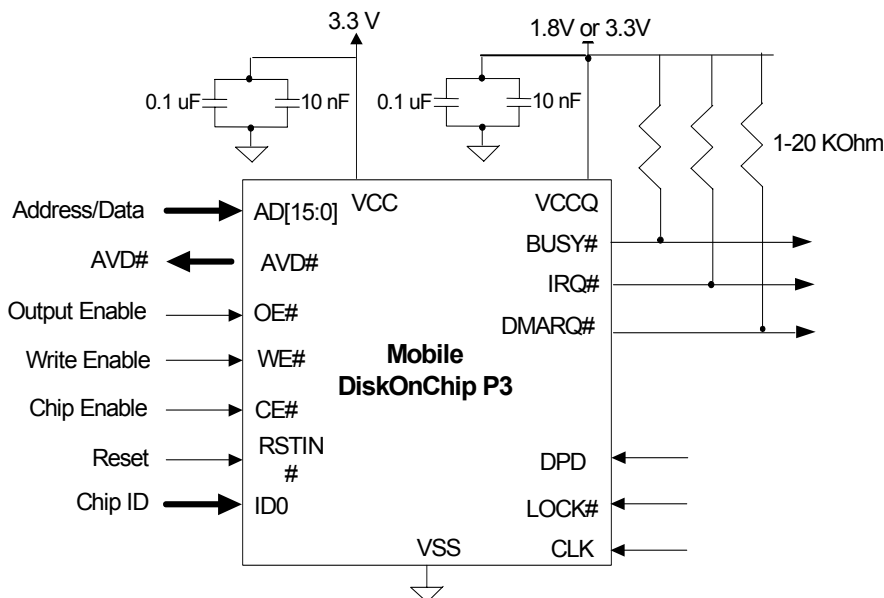 3.3 V
1.8V or 3.3V
0.1 uF
10 nF
0.1 uF
10 nF
1-20 KOhm
Address/Data
AD[15:0]
VCC
VCCQ
BUSY#
AVD#
AVD#
IRQ#
Output Enable
OE#
DMARQ#
Write Enable
WE#
Mobile
DiskOnChip P3
Chip Enable
CE#
Reset
RSTIN
#
DPD
Chip ID
ID0
LOCK#
VSS
CLK